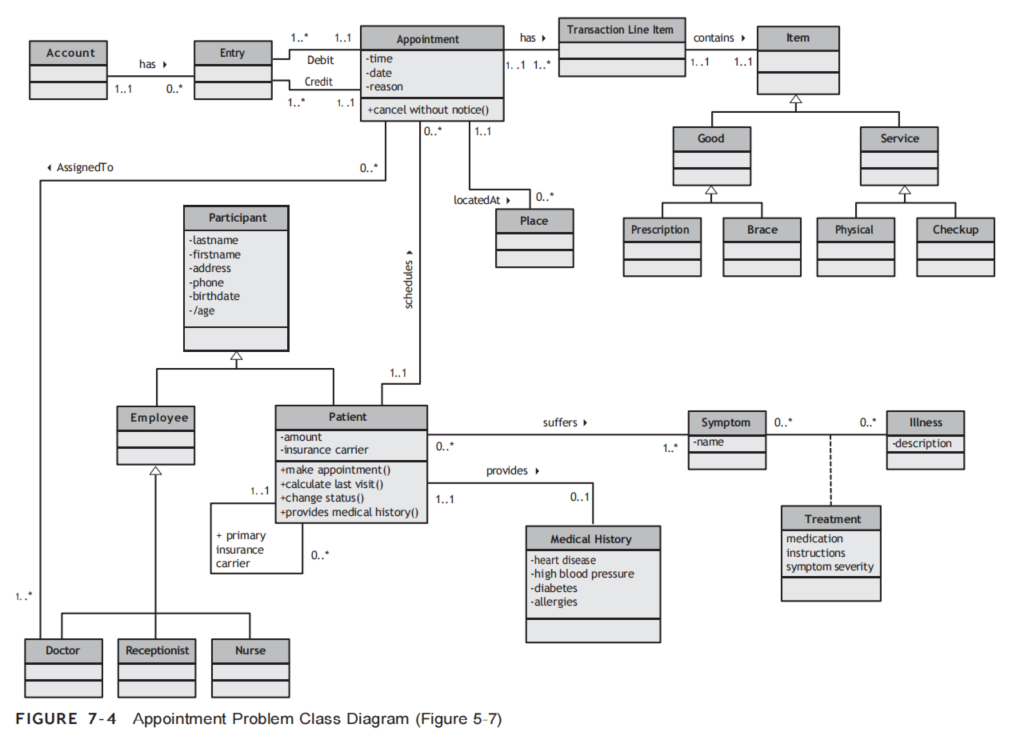 Account
has
1..1
0..*
Entry
1..*
1..1
Debit
Credit
1..*
1..1
Appointment
-time
-date
-reason
+cancel without notice()
has
1..1 1..*
Transaction Line Item
contains
1..1
1..1
Item
Good
Service
Prescription
Brace
Physical
Checkup
AssignedTo
0..*
0..*
1..1
locatedAt
0..*
Place
Participant
-lastname
-firstname
-address
-phone
-birthdate
-/age
schedules
1..1
Employee
Patient
-amount
-insurance carrier
+make appointment()
+calculate last visit()
+change status()
+provides medical history()
1..1
+ primary
insurance
carrier
0..*
suffers
0..*
1..*
Symptom
-name
0..*
0..*
Illness
-description
provides
1..1
0..1
Medical History
-heart disease
-high blood pressure
-diabetes
-allergies
Treatment
medication
instructions
symptom severity
1..*
Doctor
Receptionist
Nurse
FIGURE 7-4 Appointment Problem Class Diagram (Figure 5-7)